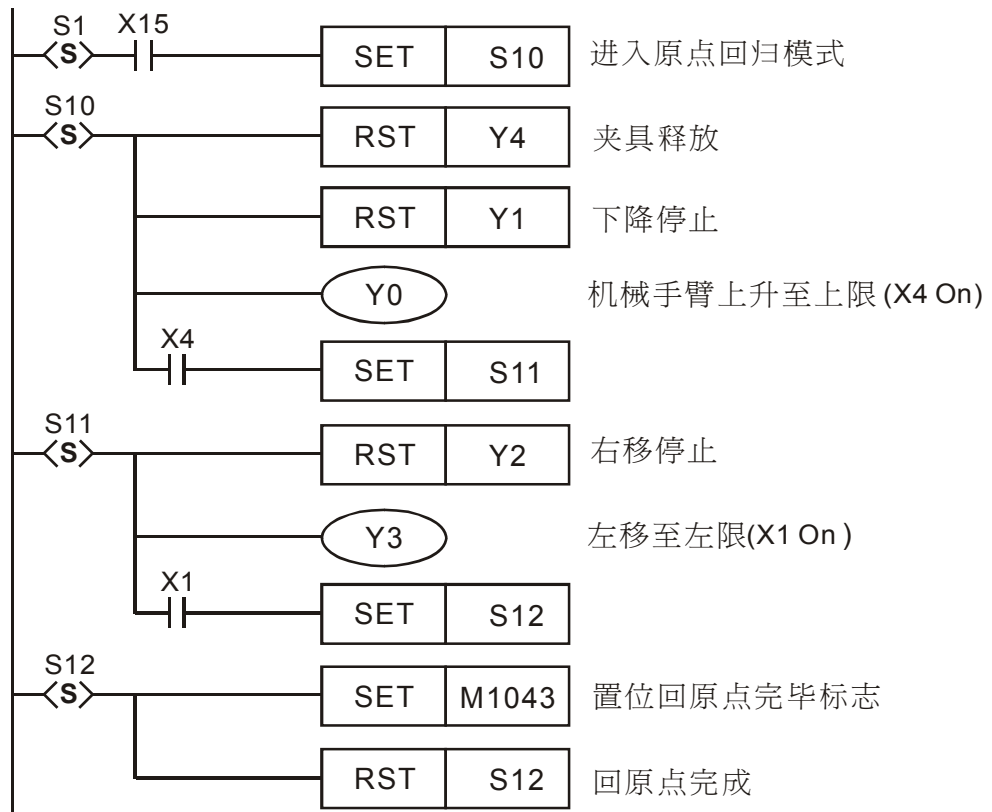 S1 X15
S SET S10 进入原点回归模式
S10
S RST Y4 夹具释放
RST Y1 下降停止
Y0 机械手臂上升至上限 (X4 On)
X4
SET S11
S11
S RST Y2 右移停止
Y3 左移至左限(X1 On )
X1
SET S12
S12
S SET M1043 置位回原点完毕标志
RST S12 回原点完成